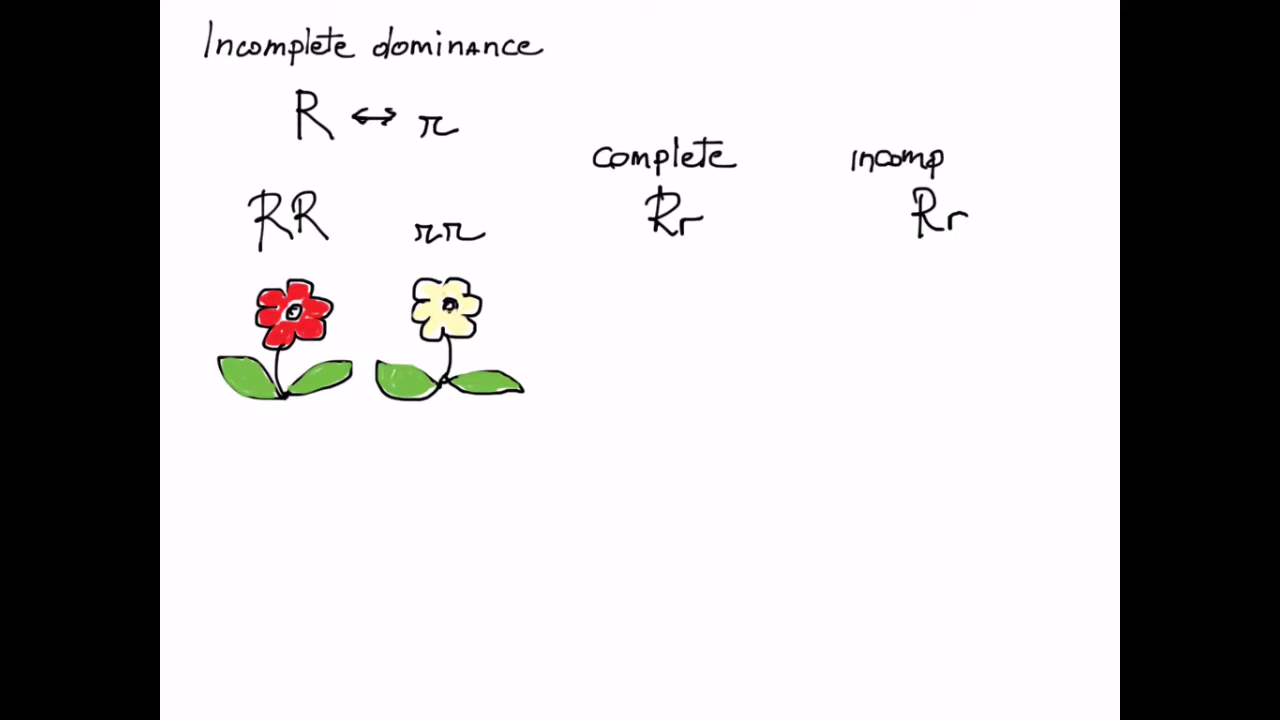 Incomplete dominance
R ↔ r
complete
incomp
RR
rr
Rr
Rr